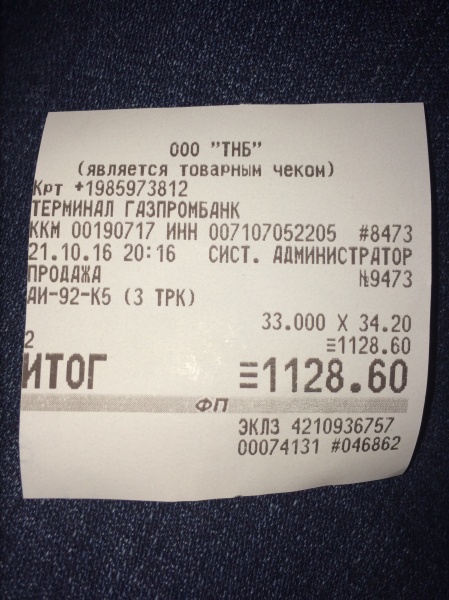 ООО "ТНБ"
(является товарным чеком)
Крт +1985973812
ТЕРМИНАЛ ГАЗПРОМБАНК
ККМ 00190717 ИНН 007107052205 #8473
21.10.16 20:16 СИСТ. АДМИНИСТРАТОР
ПРОДАЖА №9473
АИ-92-К5 (3 ТРК)
33.000 X 34.20
2 ≡1128.60
ИТОГ ≡1128.60
ФП
ЭКЛЗ 4210936757
00074131 #046862